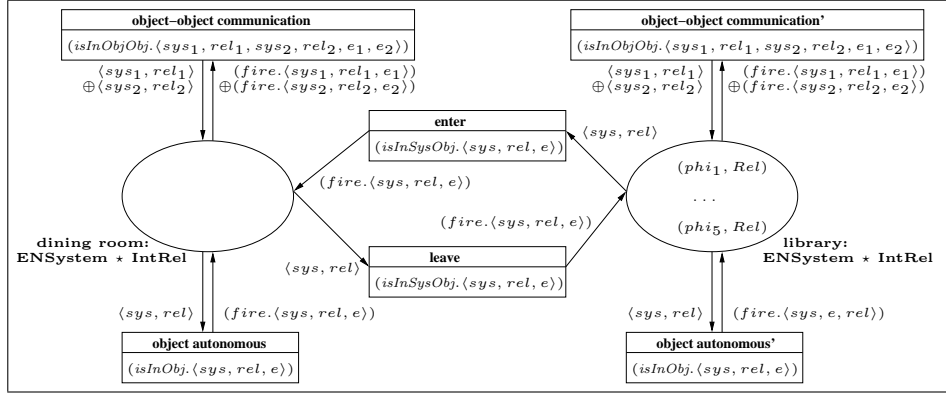 object−object communication
(isInObjObj.⟨sys₁, rel₁, sys₂, rel₂, e₁, e₂⟩)
⟨sys₁, rel₁⟩
⊕⟨sys₂, rel₂⟩
(fire.⟨sys₁, rel₁, e₁⟩)
⊕(fire.⟨sys₂, rel₂, e₂⟩)
object−object communication'
(isInObjObj.⟨sys₁, rel₁, sys₂, rel₂, e₁, e₂⟩)
⟨sys₁, rel₁⟩
⊕⟨sys₂, rel₂⟩
(fire.⟨sys₁, rel₁, e₁⟩)
⊕(fire.⟨sys₂, rel₂, e₂⟩)
enter
(isInSysObj.⟨sys, rel, e⟩)
⟨sys, rel⟩
(fire.⟨sys, rel, e⟩)
(phi₁, Rel)
...
(phi₅, Rel)
(fire.⟨sys, rel, e⟩)
dining room:
ENSystem ⋆ IntRel
leave
(isInSysObj.⟨sys, rel, e⟩)
⟨sys, rel⟩
library:
ENSystem ⋆ IntRel
⟨sys, rel⟩
(fire.⟨sys, rel, e⟩)
object autonomous
(isInObj.⟨sys, rel, e⟩)
⟨sys, rel⟩
(fire.⟨sys, e, rel⟩)
object autonomous'
(isInObj.⟨sys, rel, e⟩)